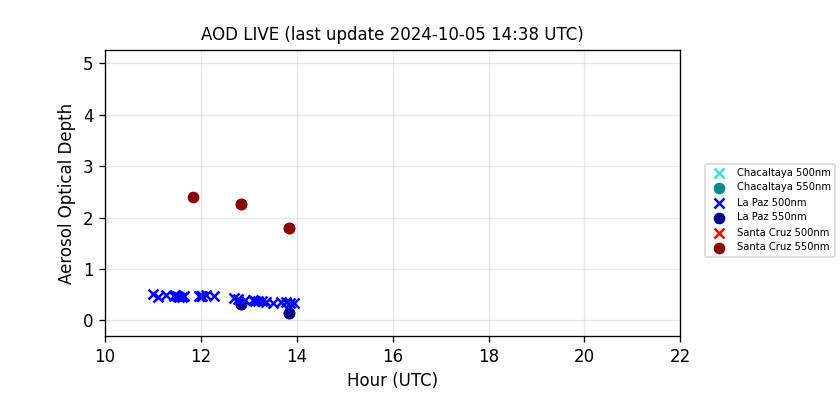 AOD LIVE (last update 2024-10-05 14:38 UTC)
Aerosol Optical Depth
5
4
3
2
1
0
10 12 14 16 18 20 22
Hour (UTC)
Chacaltaya 500nm
Chacaltaya 550nm
La Paz 500nm
La Paz 550nm
Santa Cruz 500nm
Santa Cruz 550nm